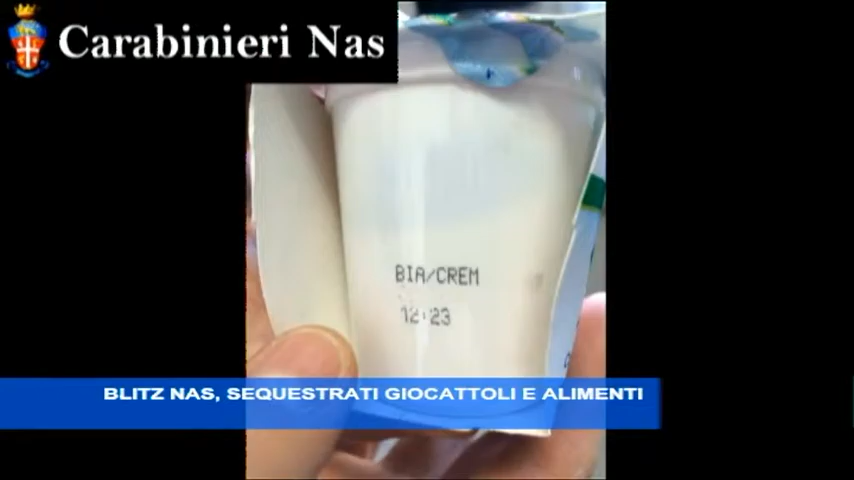 Carabinieri Nas
BIA/CREM
12:23
BLITZ NAS, SEQUESTRATI GIOCATTOLI E ALIMENTI